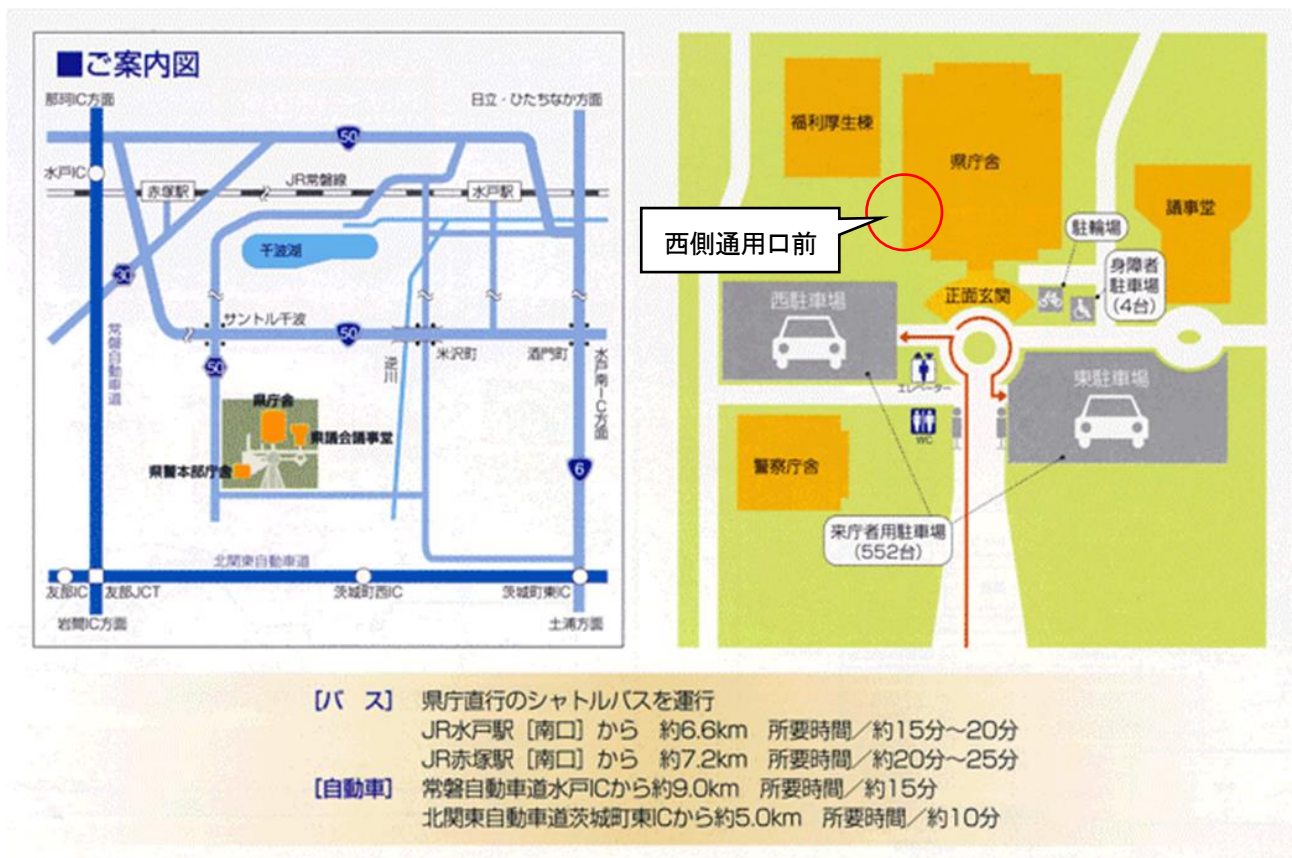 ■ご案内図
那珂IC方面
日立・ひたちなか方面
50
水戸IC
赤塚駅
JR常磐線
水戸駅
千波湖
30
常磐自動車道
サントル千波
50
50
米沢町
酒門町
逆川
水戸南IC方面
県庁舎
県議会議事堂
県警本部庁舎
6
北関東自動車道
友部IC
友部JCT
茨城町西IC
茨城町東IC
岩間IC方面
土浦方面
福利厚生棟
県庁舎
議事堂
西側通用口前
駐輪場
身障者
駐車場
(4台)
正面玄関
西駐車場
エレベーター
東駐車場
WC
警察庁舎
来庁者用駐車場
(552台)
[バ ス] 県庁直行のシャトルバスを運行
JR水戸駅[南口]から 約6.6km 所要時間/約15分~20分
JR赤塚駅[南口]から 約7.2km 所要時間/約20分~25分
[自動車] 常磐自動車道水戸ICから約9.0km 所要時間/約15分
北関東自動車道茨城町東ICから約5.0km 所要時間/約10分